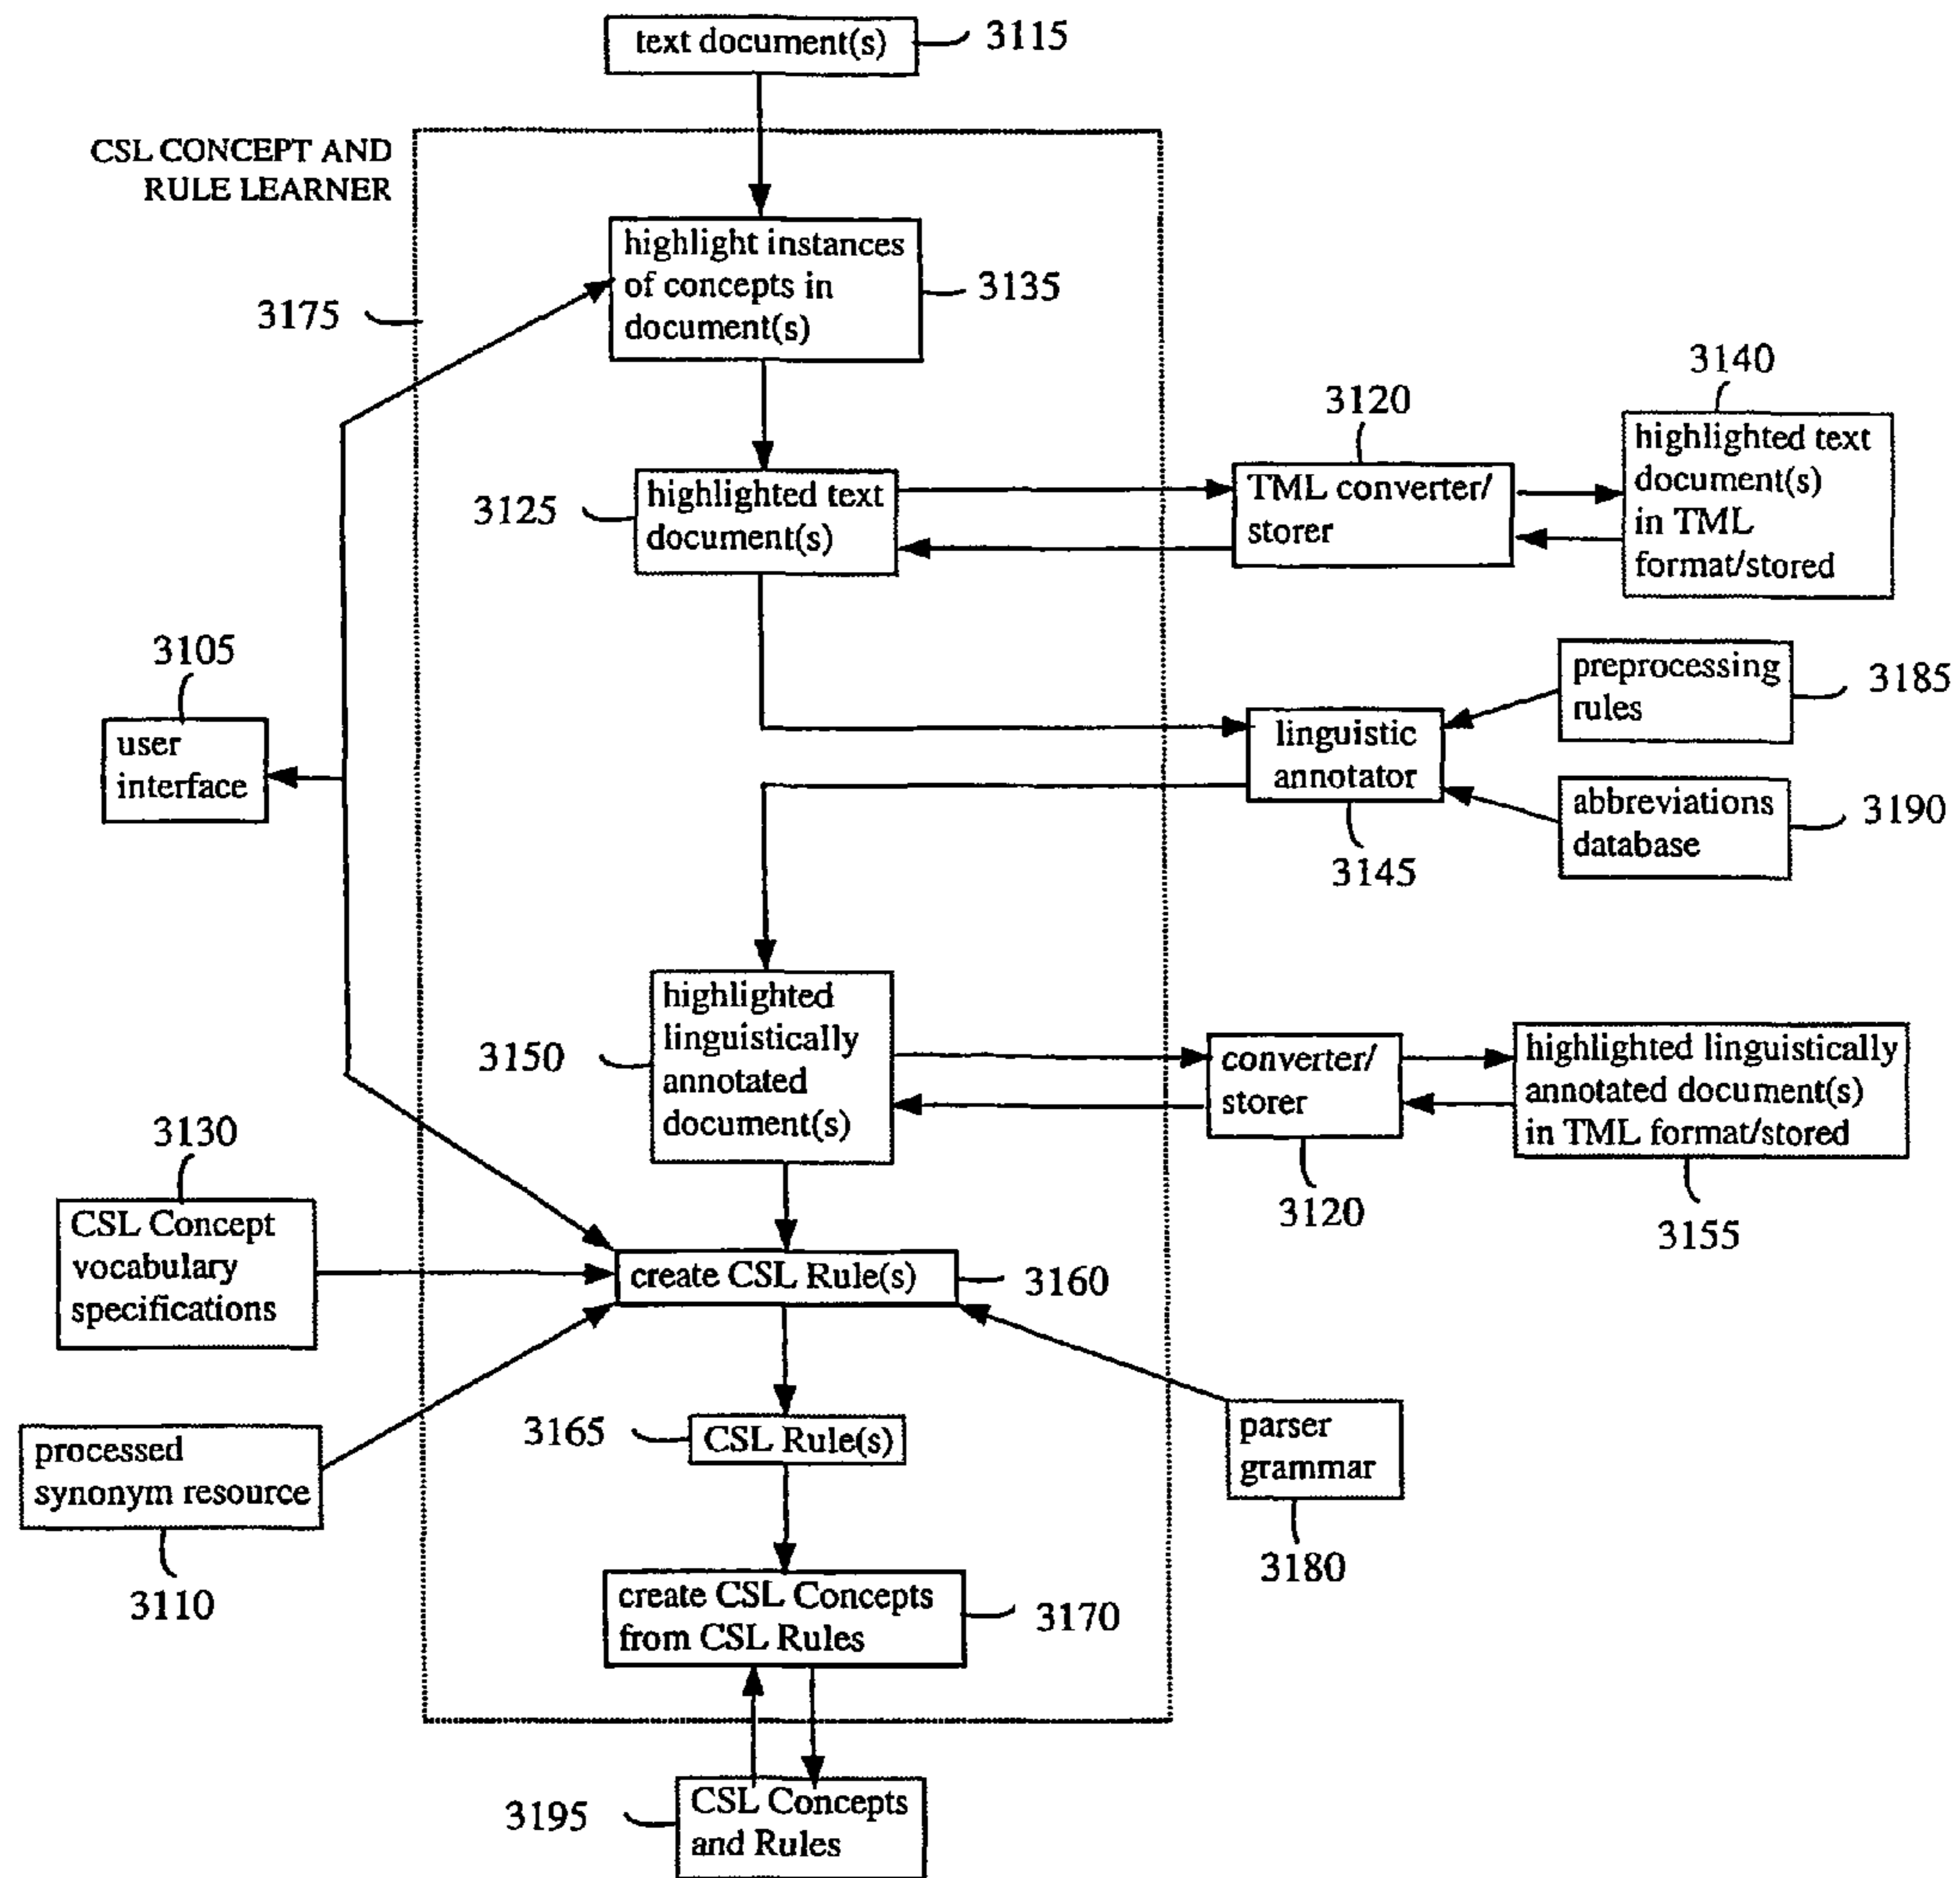 text document(s)
3115
CSL CONCEPT AND
RULE LEARNER
highlight instances
of concepts in
document(s)
3135
3175
3140
3120
highlighted text
document(s)
in TML
format/stored
TML converter/
storer
3125
highlighted text
document(s)
3105
user
interface
preprocessing
rules
3185
linguistic
annotator
3145
abbreviations
database
3190
3150
highlighted
linguistically
annotated
document(s)
converter/
storer
3120
highlighted linguistically
annotated document(s)
in TML format/stored
3155
3130
CSL Concept
vocabulary
specifications
create CSL Rule(s)
3160
3165
CSL Rule(s)
processed
synonym resource
3110
parser
grammar
3180
create CSL Concepts
from CSL Rules
3170
3195
CSL Concepts
and Rules